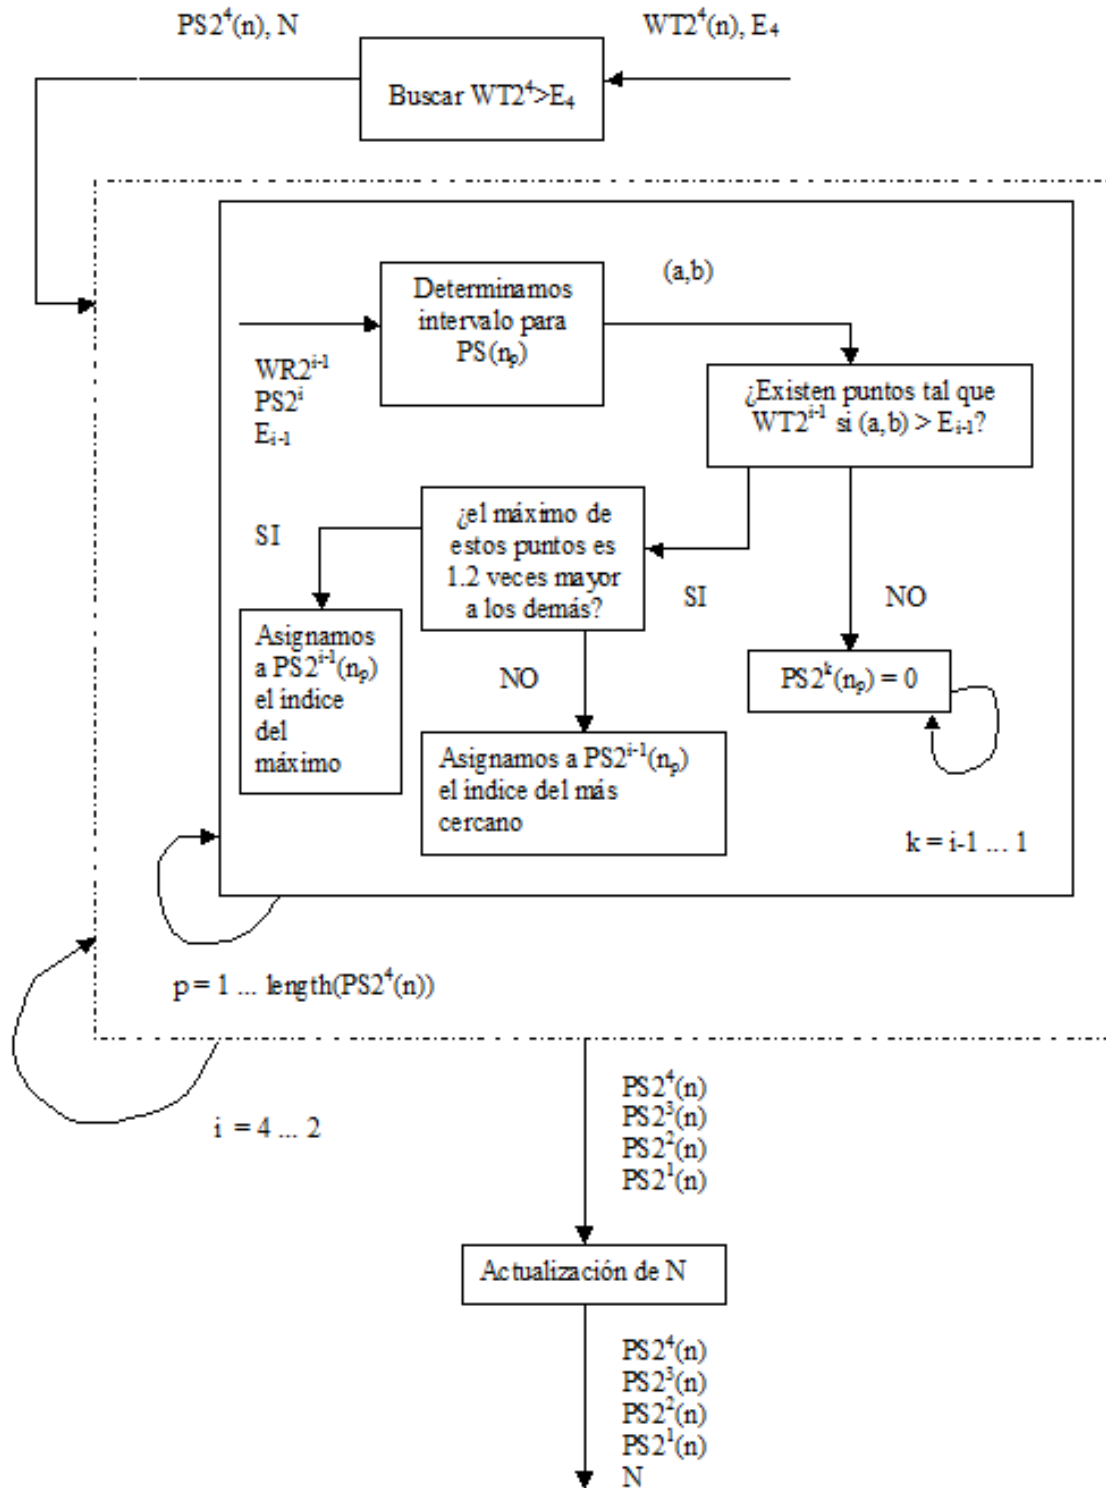 PS2⁴(n), N
WT2⁴(n), E₄
Buscar WT2⁴>E₄
(a,b)
Determinamos
intervalo para
PS(nₚ)
WR2ⁱ⁻¹
PS2ⁱ
Eᵢ₋₁
¿Existen puntos tal que
WT2ⁱ⁻¹ si (a,b) > Eᵢ₋₁?
¿el máximo de
estos puntos es
1.2 veces mayor
a los demás?
SI
SI
NO
Asignamos
a PS2ⁱ⁻¹(nₚ)
el índice
del
máximo
NO
PS2ᵏ(nₚ) = 0
Asignamos a PS2ⁱ⁻¹(nₚ)
el índice del más
cercano
k = i-1 ... 1
p = 1 ... length(PS2⁴(n))
i = 4 ... 2
PS2⁴(n)
PS2³(n)
PS2²(n)
PS2¹(n)
Actualización de N
PS2⁴(n)
PS2³(n)
PS2²(n)
PS2¹(n)
N